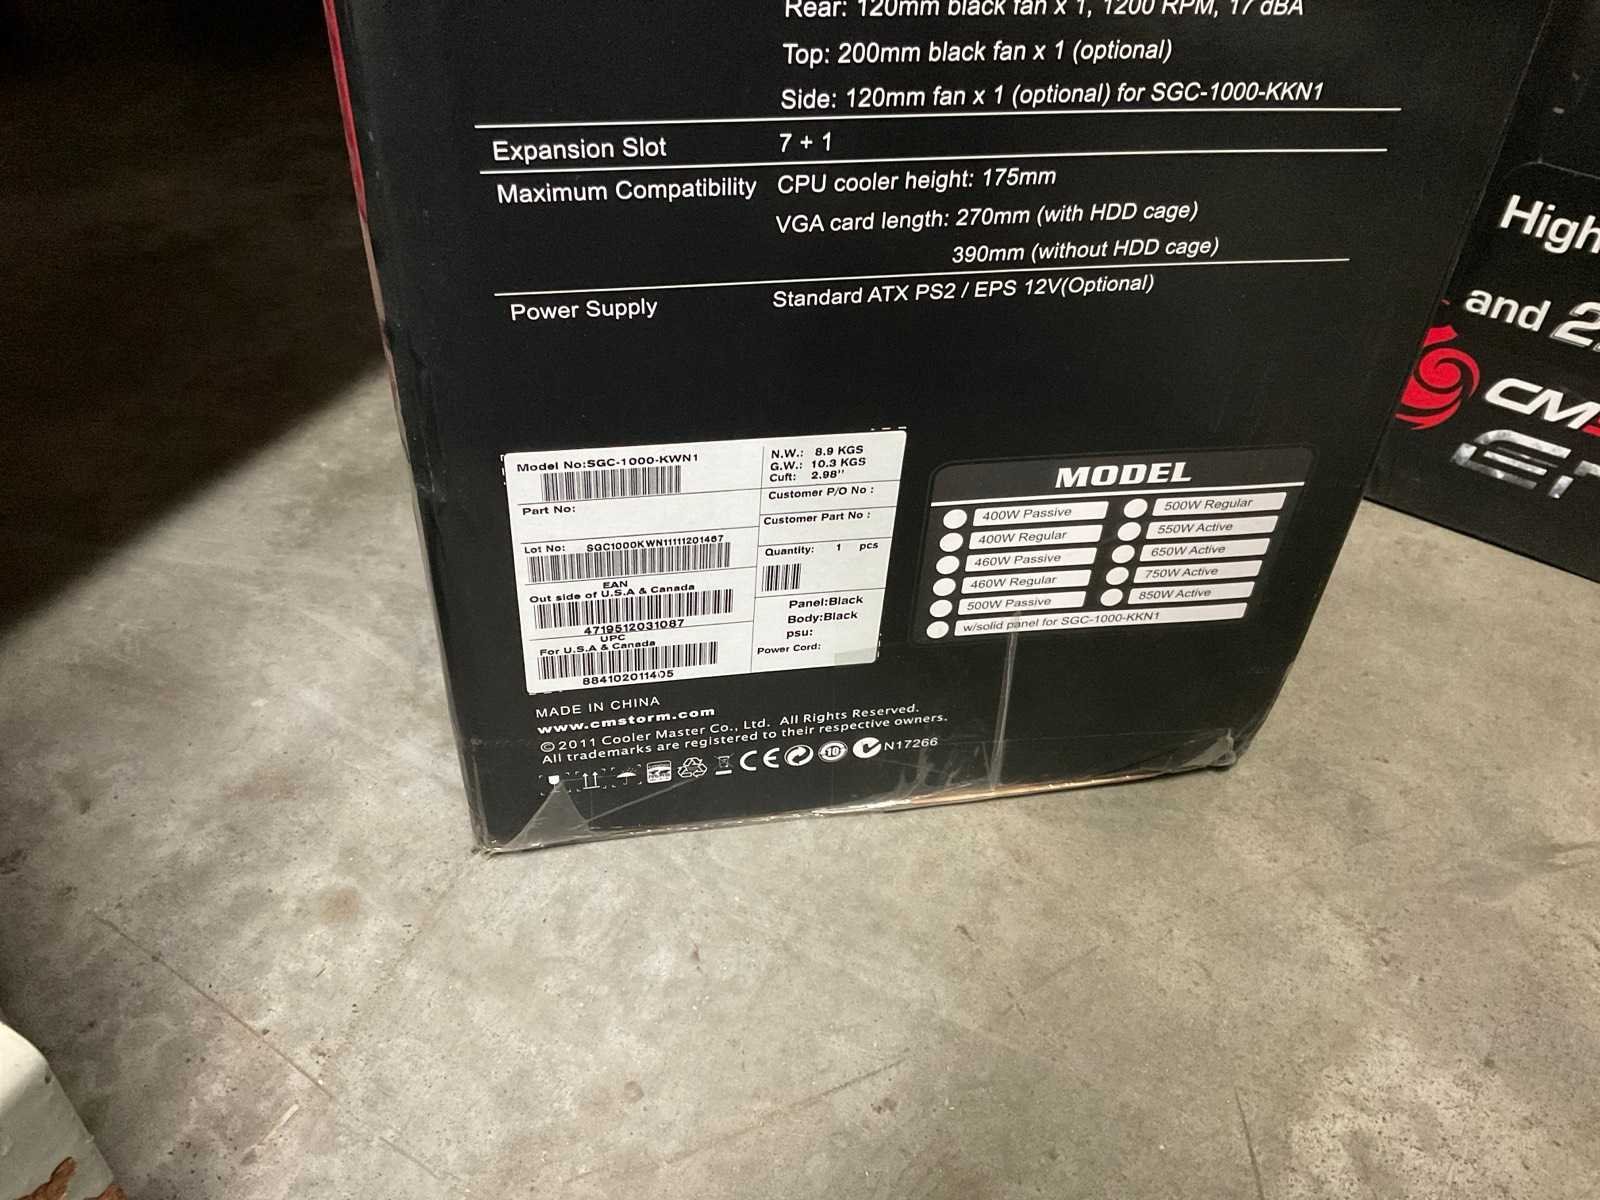 Rear: 120mm black fan x 1, 1200 RPM, 17 dBA
Top: 200mm black fan x 1 (optional)
Side: 120mm fan x 1 (optional) for SGC-1000-KKN1
Expansion Slot 7 + 1
Maximum Compatibility CPU cooler height: 175mm
VGA card length: 270mm (with HDD cage)
390mm (without HDD cage)
Power Supply Standard ATX PS2 / EPS 12V(Optional)
Model No:SGC-1000-KWN1
Part No:
Lot No: SGC1000KWN11111201467
EAN
Out side of U.S.A & Canada
4719512031087
UPC
For U.S.A & Canada
884102011405
N.W.: 8.9 KGS
G.W.: 10.3 KGS
Cuft: 2.98''
Customer P/O No :
Customer Part No :
Quantity: 1 pcs
Panel:Black
Body:Black
psu:
Power Cord:
MODEL
400W Passive
400W Regular
460W Passive
460W Regular
500W Passive
500W Regular
550W Active
650W Active
750W Active
850W Active
w/solid panel for SGC-1000-KKN1
MADE IN CHINA
www.cmstorm.com
©2011 Cooler Master Co., Ltd. All Rights Reserved.
All trademarks are registered to their respective owners.
CE 10 N17266
High
and 2
CM